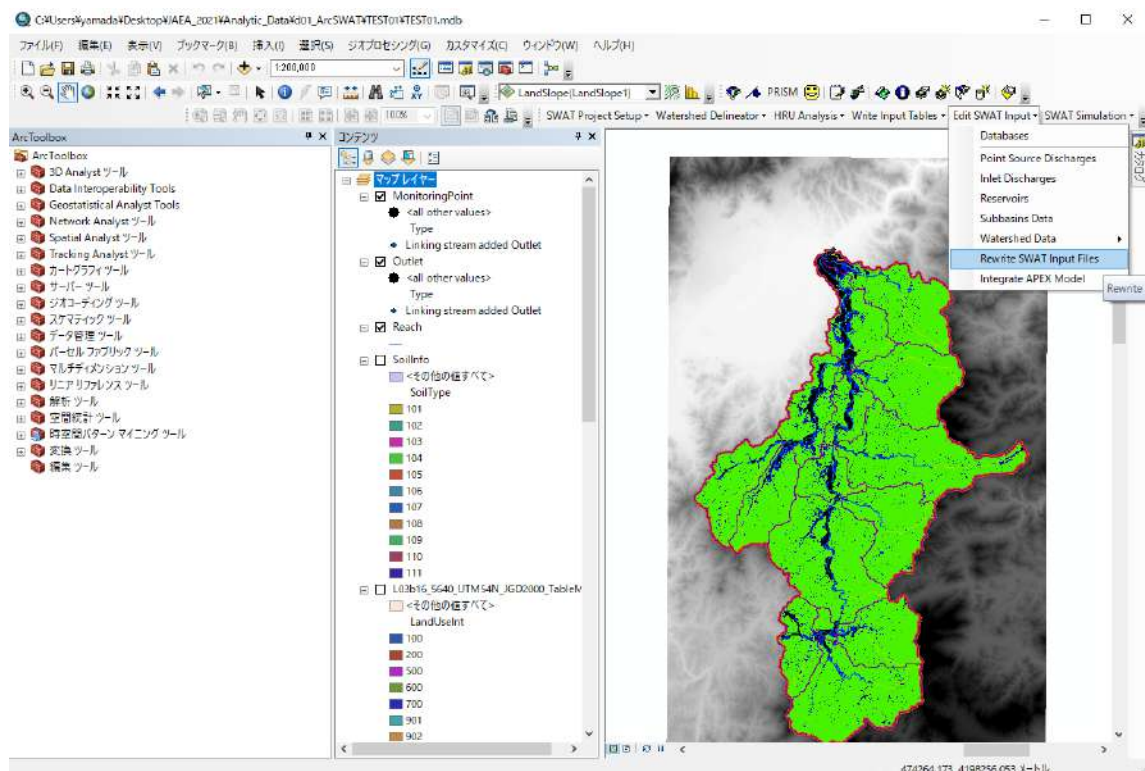 C:¥Users¥yamada¥Desktop¥JAEA_2021¥Analytic_Data¥d01_ArcSWAT¥TEST01¥TEST01.mdb
ファイル(F) 編集(E) 表示(V) ブックマーク(B) 挿入(I) 選択(S) ジオプロセシング(G) カスタマイズ(C) ウィンドウ(W) ヘルプ(H)
1:200,000
LandSlope(LandSlope1) PRISM
100% SWAT Project Setup Watershed Delineator HRU Analysis Write Input Tables Edit SWAT Input SWAT Simulation
Databases
Point Source Discharges
Inlet Discharges
Reservoirs
Subbasins Data
Watershed Data
Rewrite SWAT Input Files
Integrate APEX Model
Rewrite
カタログ
ArcToolbox
ArcToolbox
3D Analyst ツール
Data Interoperability Tools
Geostatistical Analyst Tools
Network Analyst ツール
Spatial Analyst ツール
Tracking Analyst ツール
カートグラフィ ツール
サーバー ツール
ジオコーディング ツール
スケマティック ツール
データ管理 ツール
パーセル ファブリック ツール
マルチディメンション ツール
リニア リファレンス ツール
解析 ツール
空間統計 ツール
時空間パターン マイニング ツール
変換 ツール
編集 ツール
コンテンツ
マップ レイヤー
MonitoringPoint
<all other values>
Type
Linking stream added Outlet
Outlet
<all other values>
Type
Linking stream added Outlet
Reach
SoilInfo
<その他の値すべて>
SoilType
101
102
103
104
105
106
107
108
109
110
111
L03b16_5640_UTM54N_JGD2000_TableM
<その他の値すべて>
LandUseInt
100
200
500
600
700
901
902
474264.173 4198256.053 メートル